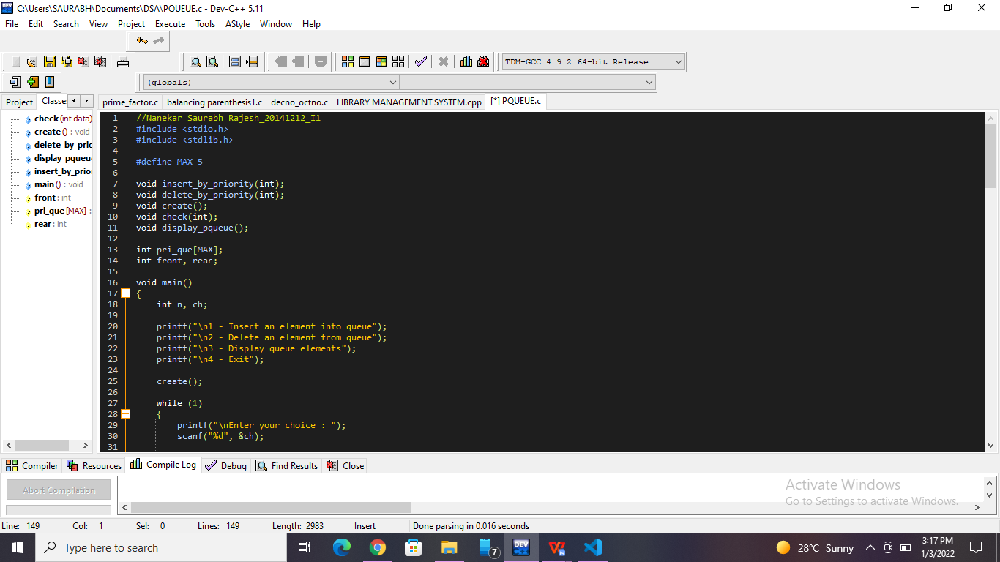 C:\Users\SAURABH\Documents\DSA\PQUEUE.c - Dev-C++ 5.11
File Edit Search View Project Execute Tools AStyle Window Help
TDM-GCC 4.9.2 64-bit Release
(globals)
Project Classe prime_factor.c balancing parenthesis1.c decno_octno.c LIBRARY MANAGEMENT SYSTEM.cpp [*] PQUEUE.c
check (int data)
create () : void
delete_by_pric
display_pqueu
insert_by_prio
main () : void
front : int
pri_que [MAX] :
rear : int
1 //Nanekar Saurabh Rajesh_20141212_I1
2 #include <stdio.h>
3 #include <stdlib.h>
4
5 #define MAX 5
6
7 void insert_by_priority(int);
8 void delete_by_priority(int);
9 void create();
10 void check(int);
11 void display_pqueue();
12
13 int pri_que[MAX];
14 int front, rear;
15
16 void main()
17 {
18 int n, ch;
19
20 printf("\n1 - Insert an element into queue");
21 printf("\n2 - Delete an element from queue");
22 printf("\n3 - Display queue elements");
23 printf("\n4 - Exit");
24
25 create();
26
27 while (1)
28 {
29 printf("\nEnter your choice : ");
30 scanf("%d", &ch);
31
Compiler Resources Compile Log Debug Find Results Close
Abort Compilation
Activate Windows
Go to Settings to activate Windows.
Line: 149 Col: 1 Sel: 0 Lines: 149 Length: 2983 Insert Done parsing in 0.016 seconds
Type here to search
7
DEV
28°C Sunny
3:17 PM
1/3/2022